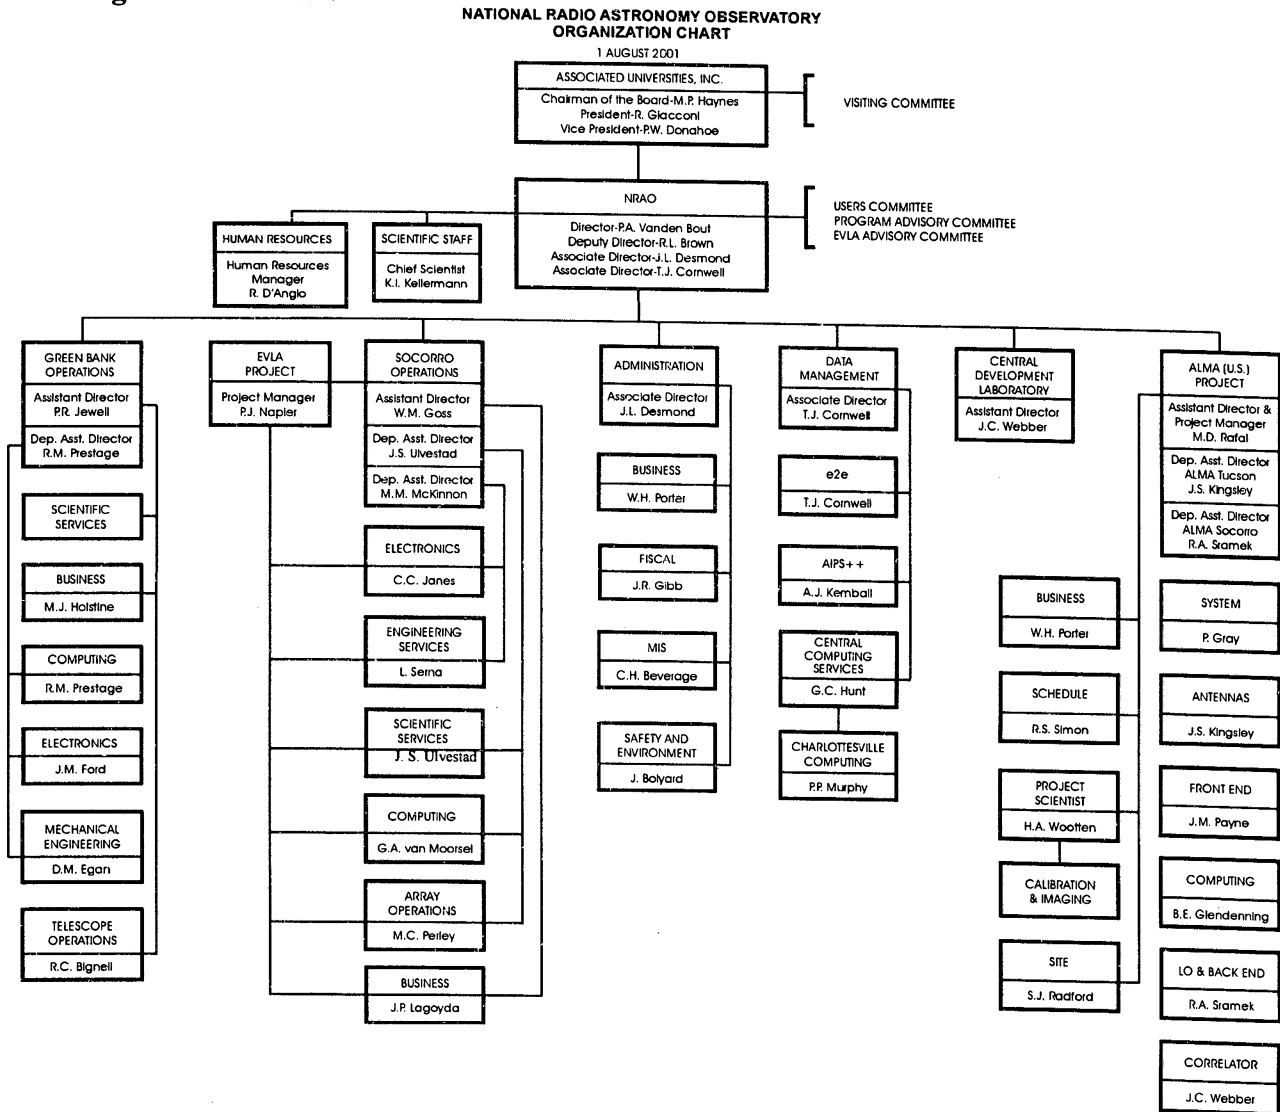 NATIONAL RADIO ASTRONOMY OBSERVATORY
ORGANIZATION CHART
1 AUGUST 2001
ASSOCIATED UNIVERSITIES, INC.
Chairman of the Board-M.P. Haynes
President-R. Giacconi
Vice President-P.W. Donahoe
VISITING COMMITTEE
NRAO
Director-P.A. Vanden Bout
Deputy Director-R.L. Brown
Associate Director-J.L. Desmond
Associate Director-T.J. Cornwell
USERS COMMITTEE
PROGRAM ADVISORY COMMITTEE
EVLA ADVISORY COMMITTEE
HUMAN RESOURCES
Human Resources
Manager
R. D'Angio
SCIENTIFIC STAFF
Chief Scientist
K.I. Kellermann
GREEN BANK
OPERATIONS
Assistant Director
P.R. Jewell
Dep. Asst. Director
R.M. Prestage
SCIENTIFIC
SERVICES
BUSINESS
M.J. Holstine
COMPUTING
R.M. Prestage
ELECTRONICS
J.M. Ford
MECHANICAL
ENGINEERING
D.M. Egan
TELESCOPE
OPERATIONS
R.C. Bignell
EVLA
PROJECT
Project Manager
P.J. Napier
SOCORRO
OPERATIONS
Assistant Director
W.M. Goss
Dep. Asst. Director
J.S. Ulvestad
Dep. Asst. Director
M.M. McKinnon
ELECTRONICS
C.C. Janes
ENGINEERING
SERVICES
L. Serna
SCIENTIFIC
SERVICES
J. S. Ulvestad
COMPUTING
G.A. van Moorsel
ARRAY
OPERATIONS
M.C. Perley
BUSINESS
J.P. Lagoyda
ADMINISTRATION
Associate Director
J.L. Desmond
BUSINESS
W.H. Porter
FISCAL
J.R. Gibb
MIS
C.H. Beverage
SAFETY AND
ENVIRONMENT
J. Bolyard
DATA
MANAGEMENT
Associate Director
T.J. Cornwell
e2e
T.J. Cornwell
AIPS++
A.J. Kemball
CENTRAL
COMPUTING
SERVICES
G.C. Hunt
CHARLOTTESVILLE
COMPUTING
P.P. Murphy
CENTRAL
DEVELOPMENT
LABORATORY
Assistant Director
J.C. Webber
ALMA (U.S.)
PROJECT
Assistant Director &
Project Manager
M.D. Rafal
Dep. Asst. Director
ALMA Tucson
J.S. Kingsley
Dep. Asst. Director
ALMA Socorro
R.A. Sramek
BUSINESS
W.H. Porter
SCHEDULE
R.S. Simon
PROJECT
SCIENTIST
H.A. Wootten
CALIBRATION
& IMAGING
SITE
S.J. Radford
SYSTEM
P. Gray
ANTENNAS
J.S. Kingsley
FRONT END
J.M. Payne
COMPUTING
B.E. Glendenning
LO & BACK END
R.A. Sramek
CORRELATOR
J.C. Webber